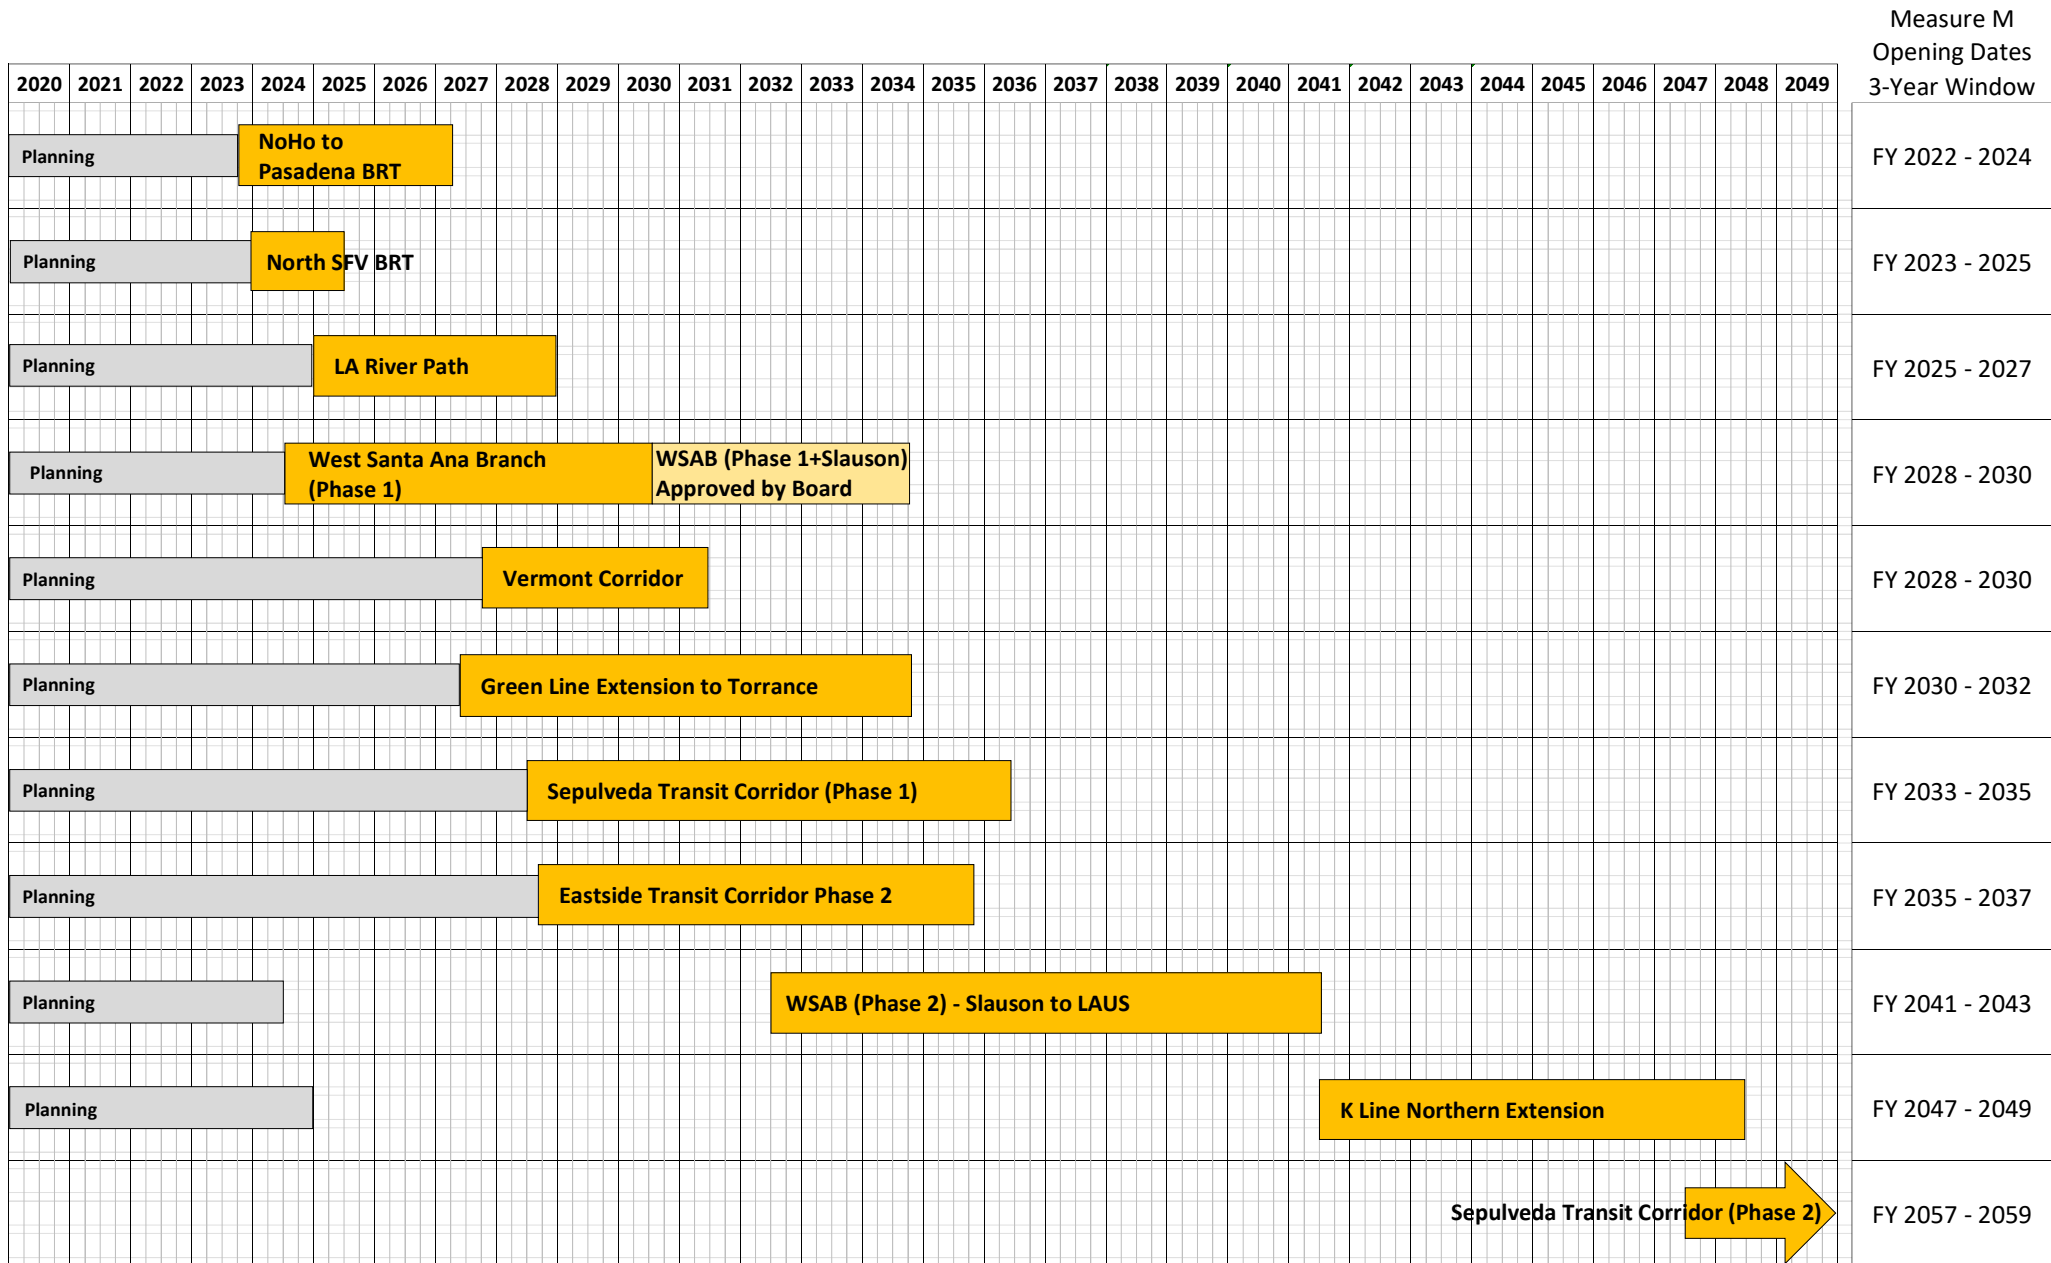 Measure M
Opening Dates
3-Year Window
2020 2021 2022 2023 2024 2025 2026 2027 2028 2029 2030 2031 2032 2033 2034 2035 2036 2037 2038 2039 2040 2041 2042 2043 2044 2045 2046 2047 2048 2049
Planning
NoHo to
Pasadena BRT
FY 2022 - 2024
Planning
North SFV BRT
FY 2023 - 2025
Planning
LA River Path
FY 2025 - 2027
Planning
West Santa Ana Branch
(Phase 1)
WSAB (Phase 1+Slauson)
Approved by Board
FY 2028 - 2030
Planning
Vermont Corridor
FY 2028 - 2030
Planning
Green Line Extension to Torrance
FY 2030 - 2032
Planning
Sepulveda Transit Corridor (Phase 1)
FY 2033 - 2035
Planning
Eastside Transit Corridor Phase 2
FY 2035 - 2037
Planning
WSAB (Phase 2) - Slauson to LAUS
FY 2041 - 2043
Planning
K Line Northern Extension
FY 2047 - 2049
Sepulveda Transit Corridor (Phase 2)
FY 2057 - 2059